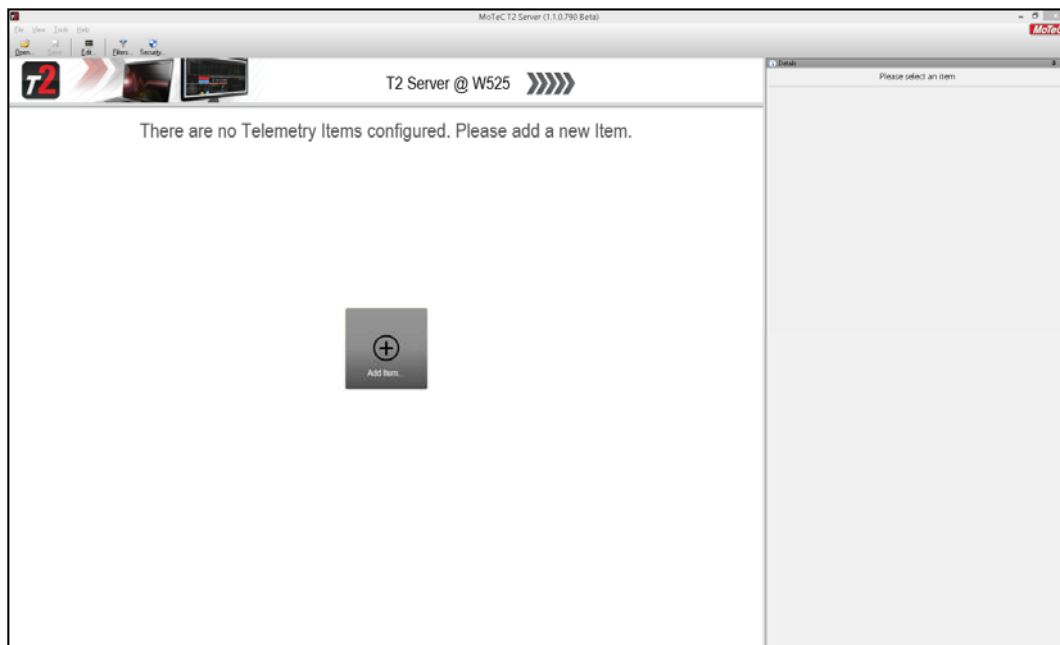 MoTeC T2 Server (1.1.0.790 Beta)
File View Tools Help
MoTeC
Open... Save Edit... Filters... Security...
T2
T2 Server @ W525
Details
Please select an item
There are no Telemetry Items configured. Please add a new Item.
Add Item...